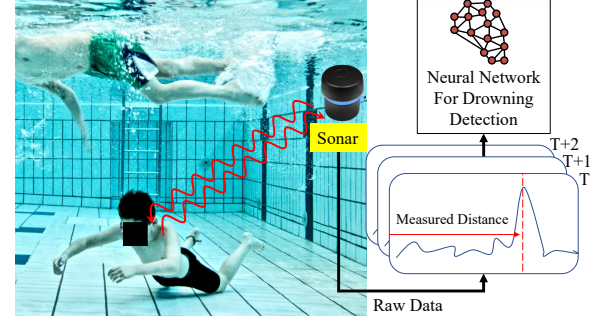 Neural Network
For Drowning
Detection
Sonar
T+2
T+1
T
Measured Distance
Raw Data